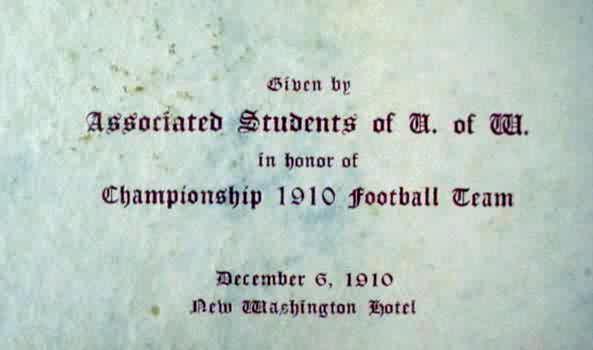 Given by
Associated Students of U. of W.
in honor of
Championship 1910 Football Team
December 6, 1910
New Washington Hotel